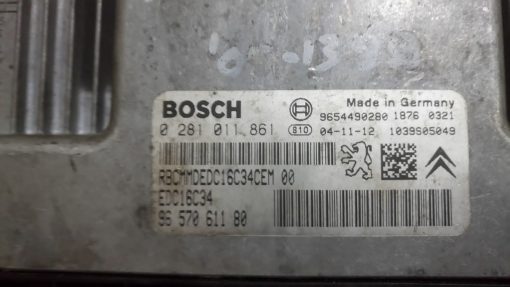 BOSCH
Made in Germany
9654490280 1876 0321
0 281 011 861 810 04-11-12 1039S05049
RBCMMDEDC16C34CEM 00
EDC16C34
96 570 611 80